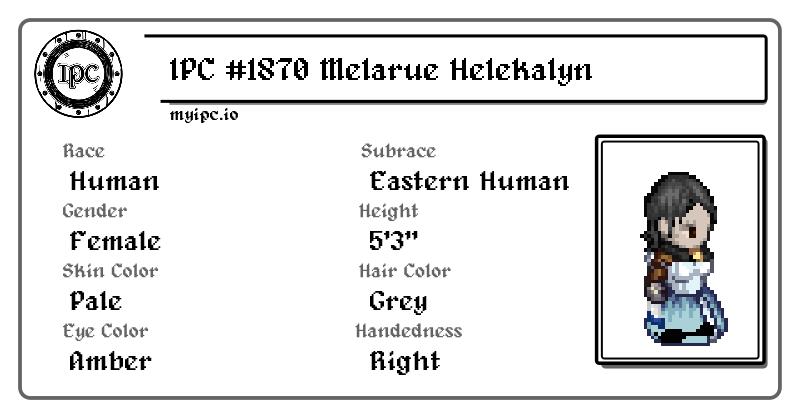 IPC
IPC #1870 Melarue Helekalyn
myipc.io
Race
Human
Subrace
Eastern Human
Gender
Female
Height
5'3"
Skin Color
Pale
Hair Color
Grey
Eye Color
Amber
Handedness
Right